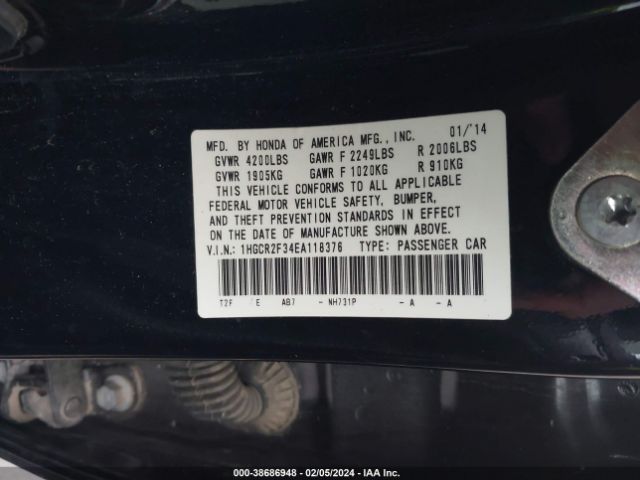 MFD. BY HONDA OF AMERICA MFG., INC. 01/'14
GVWR 4200LBS GAWR F 2249LBS R 2006LBS
GVWR 1905KG GAWR F 1020KG R 910KG
THIS VEHICLE CONFORMS TO ALL APPLICABLE
FEDERAL MOTOR VEHICLE SAFETY, BUMPER,
AND THEFT PREVENTION STANDARDS IN EFFECT
ON THE DATE OF MANUFACTURE SHOWN ABOVE.
V.I.N.: 1HGCR2F34EA118376 TYPE: PASSENGER CAR
T2F E AB7 - NH731P - A - A
000-38686948 - 02/05/2024 - IAA Inc.